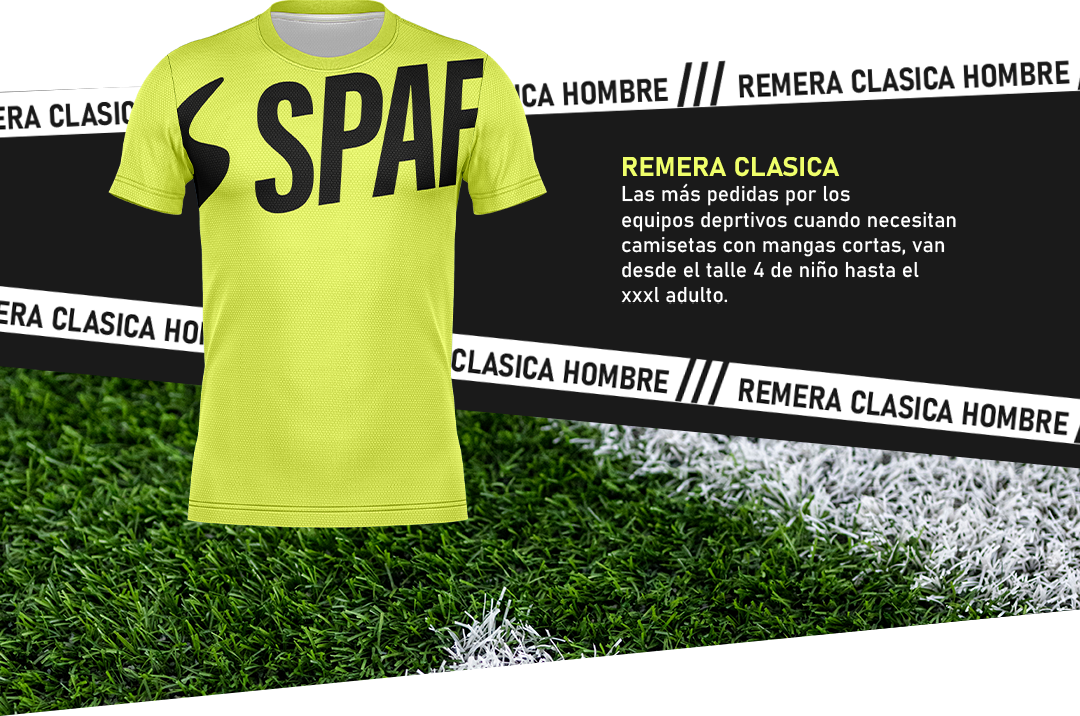 ERA CLASIC
ICA HOMBRE /// REMERA CLASICA HOMBRE
SPAF
REMERA CLASICA
Las más pedidas por los
equipos deprtivos cuando necesitan
camisetas con mangas cortas, van
desde el talle 4 de niño hasta el
xxxl adulto.
ERA CLASICA HO
CLASICA HOMBRE /// REMERA CLASICA HOMBRE